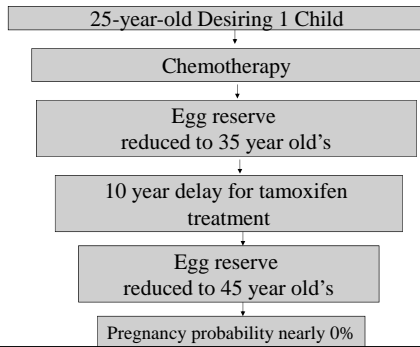 25-year-old Desiring 1 Child
Chemotherapy
Egg reserve
reduced to 35 year old's
10 year delay for tamoxifen
treatment
Egg reserve
reduced to 45 year old's
Pregnancy probability nearly 0%